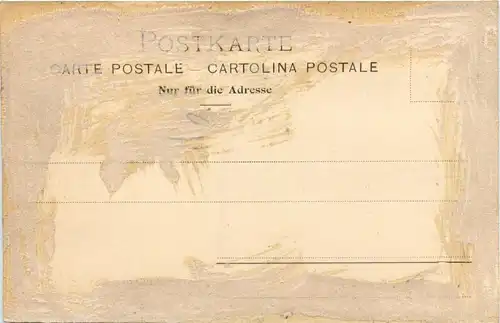 POSTKARTE
CARTE POSTALE – CARTOLINA POSTALE
Nur für die Adresse